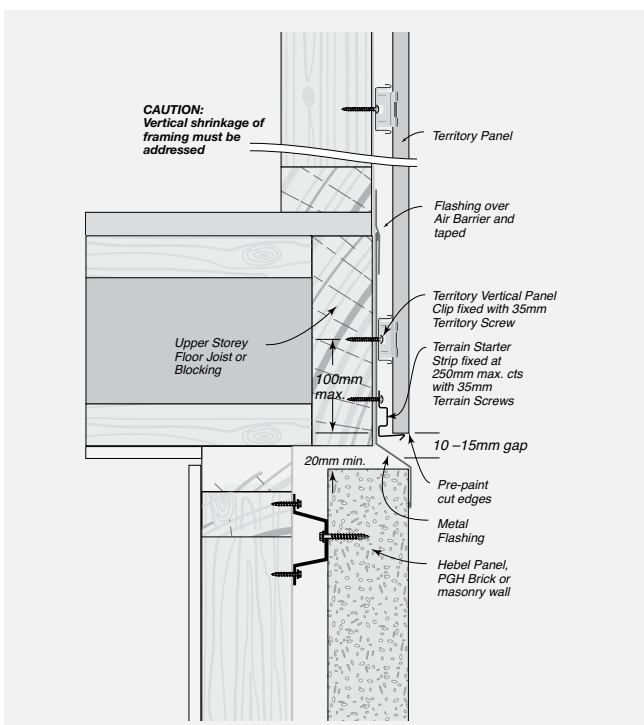 CAUTION:
Vertical shrinkage of
framing must be
addressed
Territory Panel
Flashing over
Air Barrier and
taped
Territory Vertical Panel
Clip fixed with 35mm
Territory Screw
Upper Storey
Floor Joist or
Blocking
Terrain Starter
Strip fixed at
250mm max. cts
with 35mm
Terrain Screws
100mm
max.
10 –15mm gap
20mm min.
Pre-paint
cut edges
Metal
Flashing
Hebel Panel,
PGH Brick or
masonry wall